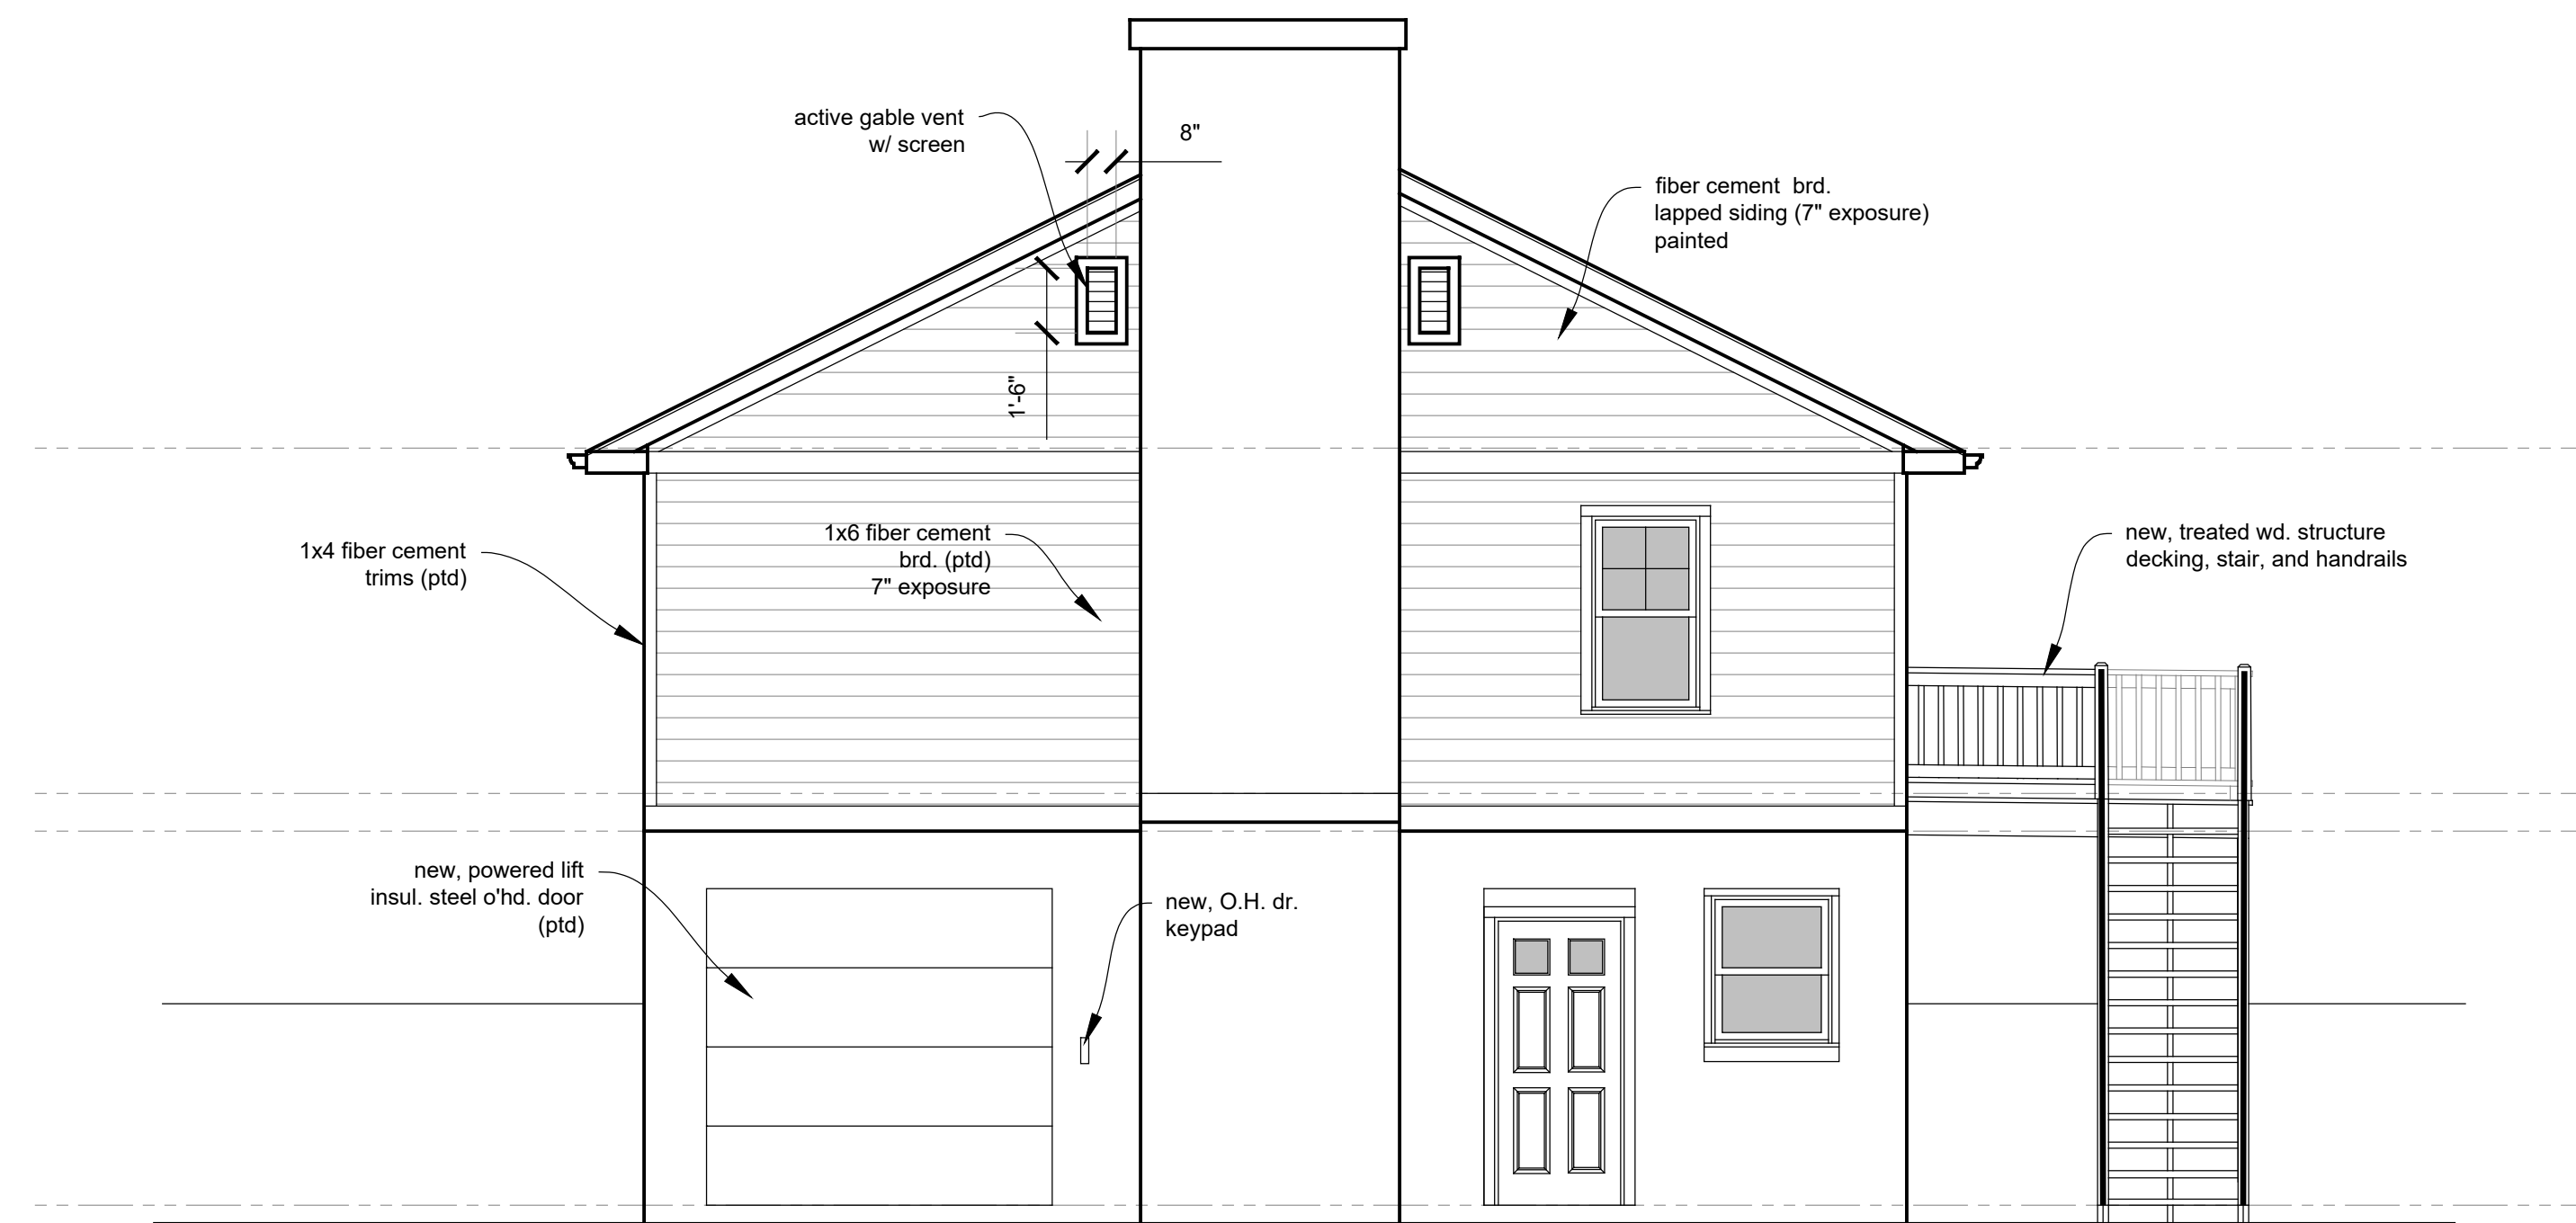 active gable vent
w/ screen
8"
fiber cement  brd.
lapped siding (7" exposure)
painted
1'-6"
1x4 fiber cement
trims (ptd)
1x6 fiber cement
brd. (ptd)
7" exposure
new, treated wd. structure
decking, stair, and handrails
new, powered lift
insul. steel o'hd. door
(ptd)
new, O.H. dr.
keypad